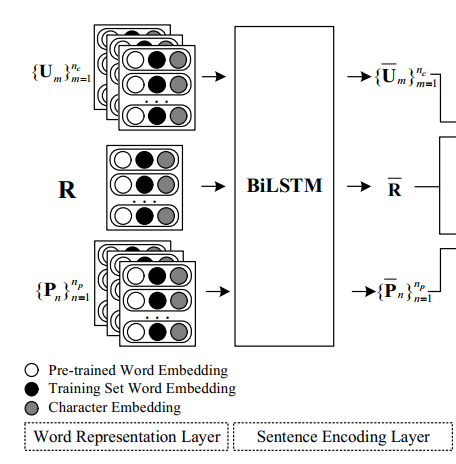 {U_m}_{m=1}^{n_c}
{U̅_m}_{m=1}^{n_c}
. . .
R
BiLSTM
R̅
. . .
{P_n}_{n=1}^{n_p}
{P̅_n}_{n=1}^{n_p}
. . .
Pre-trained Word Embedding
Training Set Word Embedding
Character Embedding
Word Representation Layer
Sentence Encoding Layer